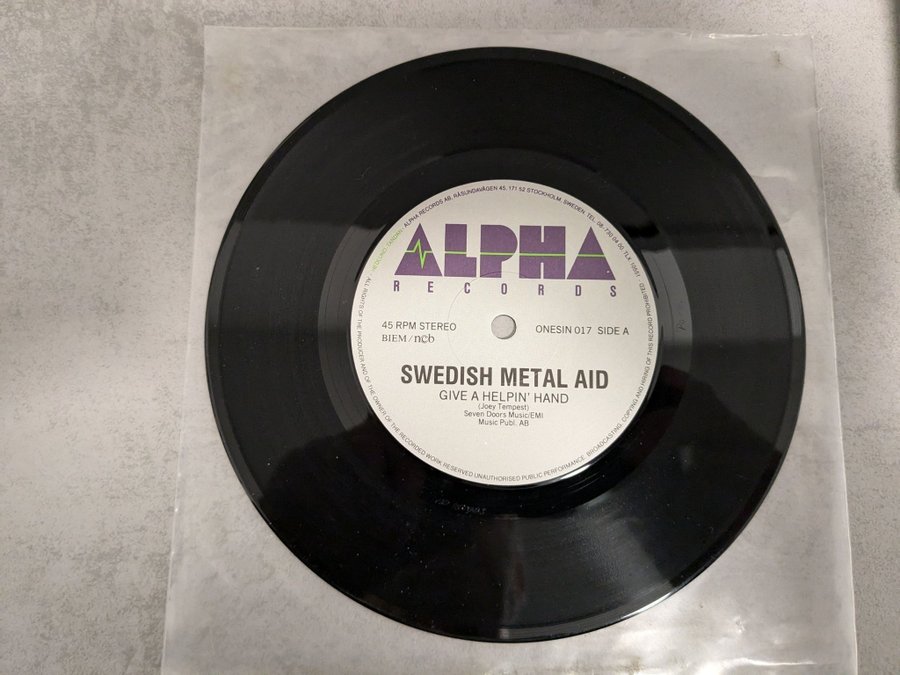 ALPHA RECORDS AB, RÅSUNDAVÄGEN 45, 171 52 STOCKHOLM, SWEDEN. TEL. 08-730 04 00. TLX
ALPHA
RECORDS
45 RPM STEREO
BIEM/ncb
ONESIN 017 SIDE A
SWEDISH METAL AID
GIVE A HELPIN' HAND
(Joey Tempest)
Seven Doors Music/EMI
Music Publ. AB
ALL RIGHTS OF THE PRODUCER AND OF THE OWNER OF THE RECORDED WORK RESERVED UNAUTHORISED PUBLIC PERFORMANCE, BROADCASTING, COPYING AND HIRING OF THIS RECORD PROHIBITED